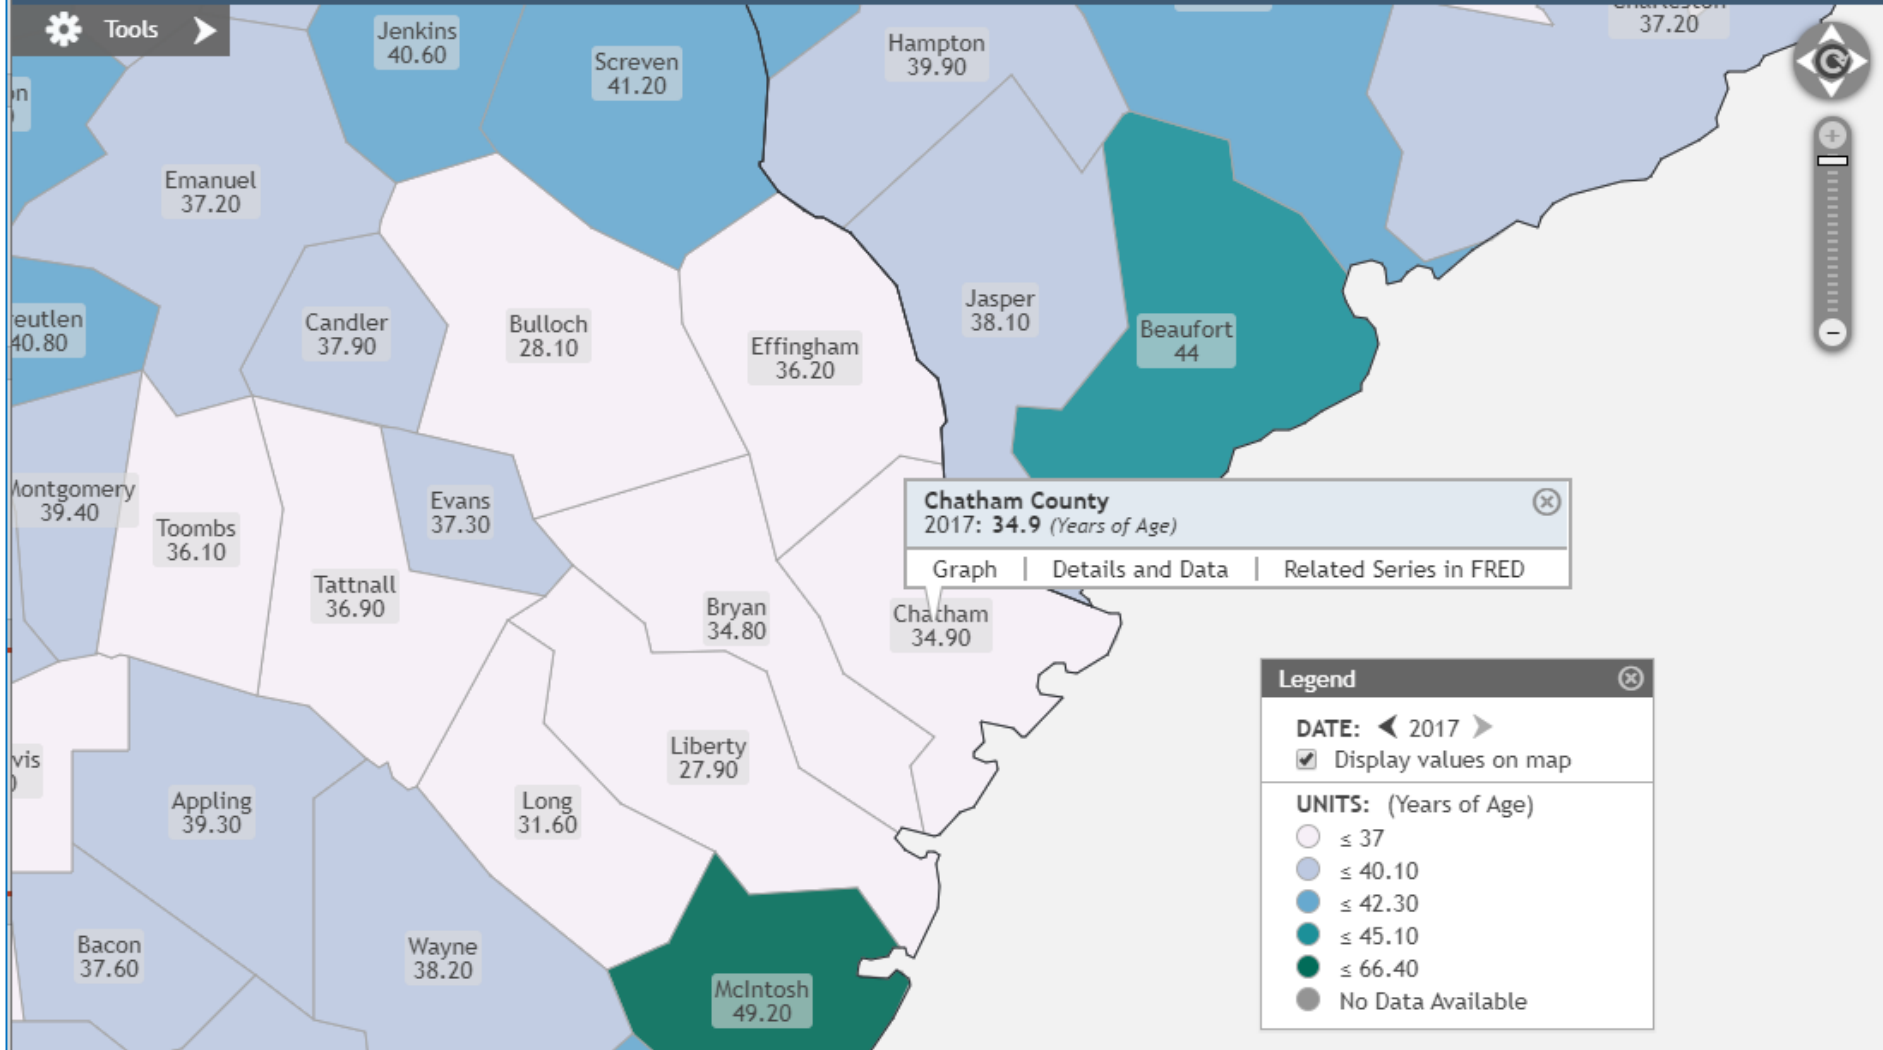 Tools
Jenkins
40.60
Screven
41.20
Hampton
39.90
37.20
Emanuel
37.20
Candler
37.90
Bulloch
28.10
Effingham
36.20
Jasper
38.10
Beaufort
44
eutlen
40.80
Montgomery
39.40
Toombs
36.10
Evans
37.30
Tattnall
36.90
Bryan
34.80
Chatham County
2017: 34.9 (Years of Age)
Graph | Details and Data | Related Series in FRED
Chatham
34.90
Liberty
27.90
Long
31.60
vis
Appling
39.30
Bacon
37.60
Wayne
38.20
McIntosh
49.20
Legend
DATE: 2017
Display values on map
UNITS: (Years of Age)
≤ 37
≤ 40.10
≤ 42.30
≤ 45.10
≤ 66.40
No Data Available